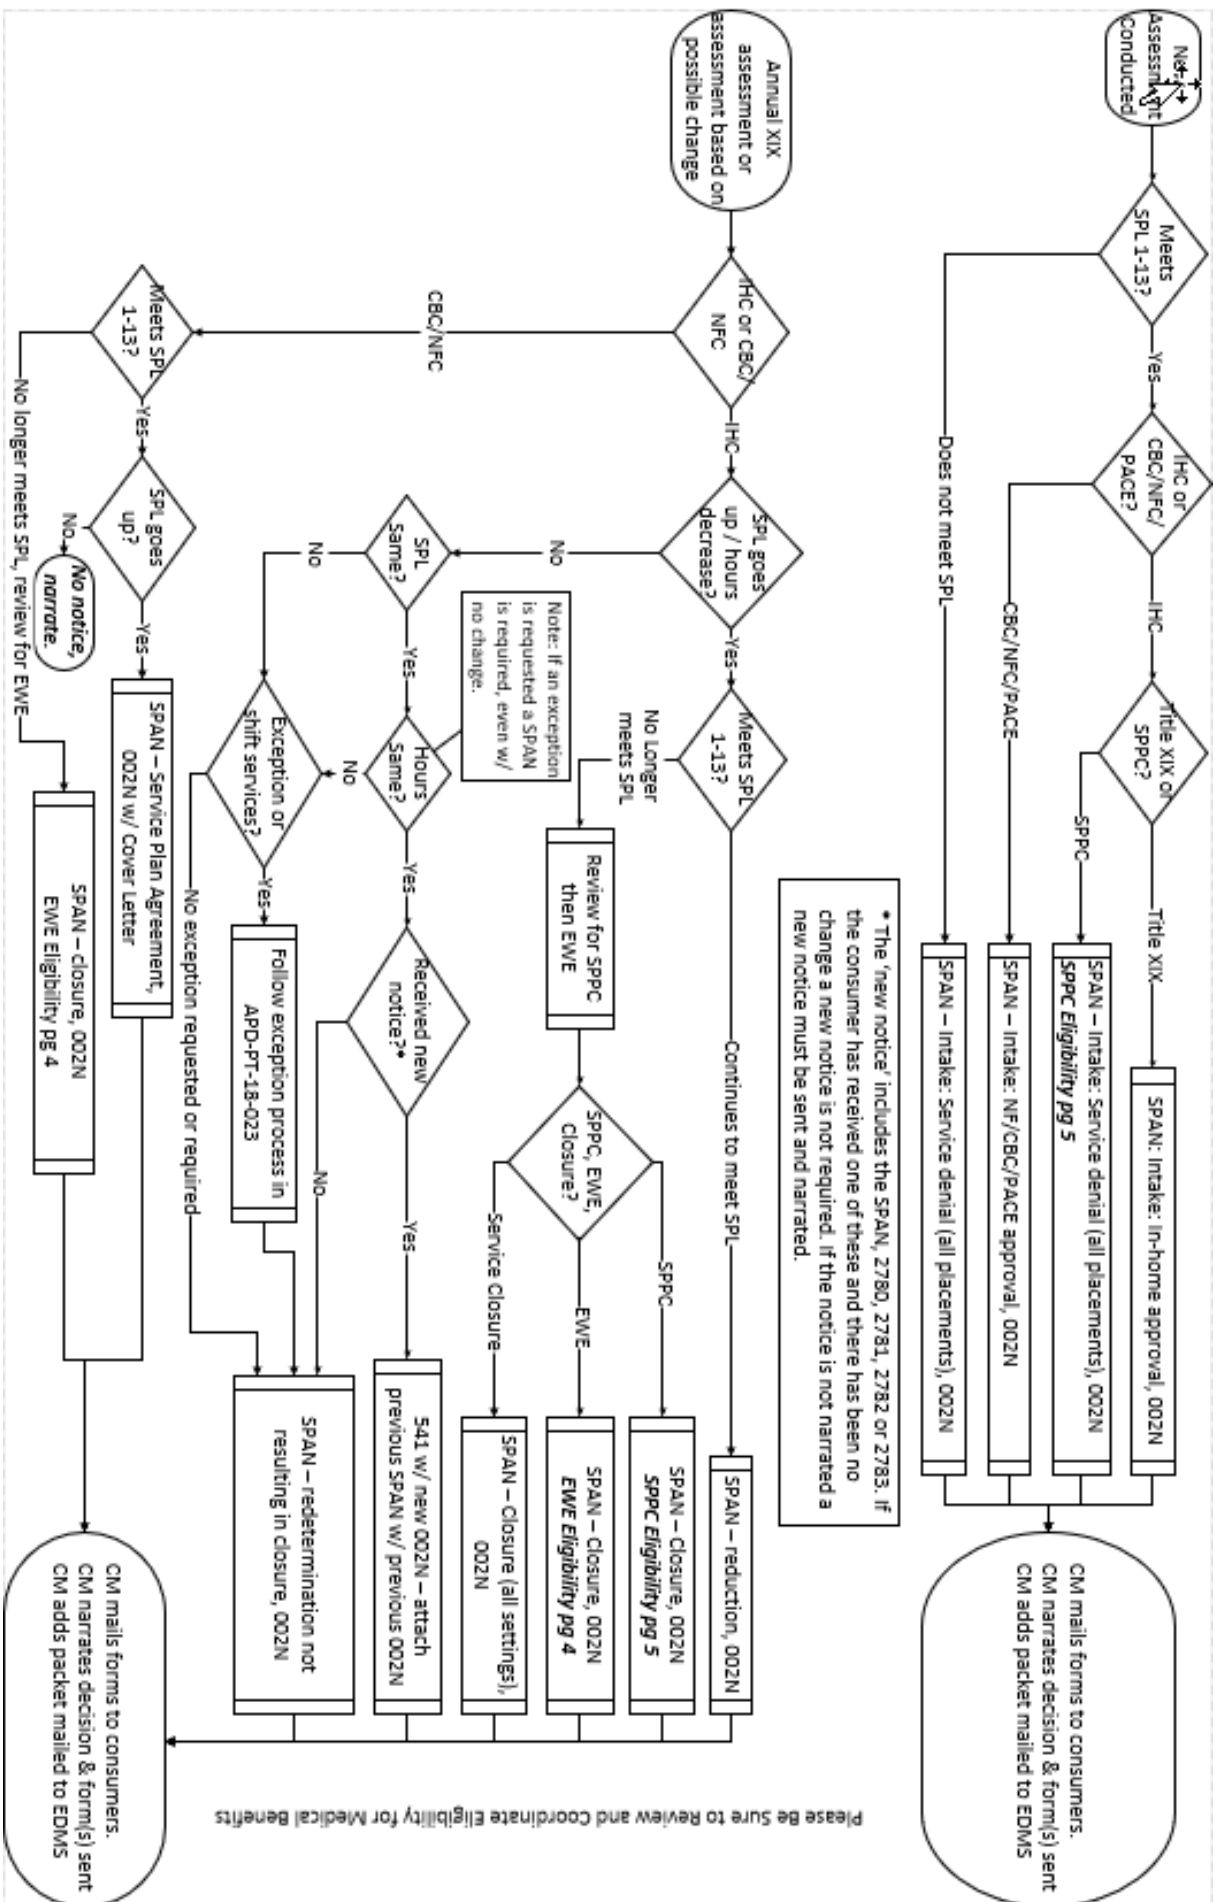 Assessment
Conducted
Meets
SPL 1-13?
Yes
IHC or
CBC/NFC/
PACE?
IHC
Title XIX or
SPPC?
Title XIX
SPAN: Intake: In-home approval, 002N
SPPC
SPAN – Intake: Service denial (all placements), 002N
SPPC Eligibility pg 5
CBC/NFC/PACE
SPAN – Intake: NF/CBC/PACE approval, 002N
Does not meet SPL
SPAN – Intake: Service denial (all placements), 002N
CM mails forms to consumers.
CM narrates decision & form(s) sent
CM adds packet mailed to EDMS
* The 'new notice' includes the SPAN, 2780, 2781, 2782 or 2783. If
the consumer has received one of these and there has been no
change a new notice is not required. If the notice is not narrated a
new notice must be sent and narrated.
Annual XIX
assessment or
assessment based on
possible change
IHC or CBC/
NFC
IHC
SPL goes
up / hours
decrease?
Yes
Meets SPL
1-13?
Continues to meet SPL
SPAN – reduction, 002N
No Longer
meets SPL
Review for SPPC
then EWE
SPPC, EWE,
Closure?
SPPC
SPAN – Closure, 002N
SPPC Eligibility pg 5
EWE
SPAN – Closure, 002N
EWE Eligibility pg 4
Service Closure
SPAN – Closure (all settings),
002N
No
Note: If an exception
is requested a SPAN
is required, even w/
no change.
SPL
Same?
Yes
Hours
Same?
Yes
Received new
notice?*
Yes
541 w/ new 002N – attach
previous SPAN w/ previous 002N
No
No
No
Exception or
shift services?
Yes
Follow exception process in
APD-PT-18-023
SPAN – redetermination not
resulting in closure, 002N
No exception requested or required
CBC/NFC
Meets SPL
1-13?
Yes
SPL goes
up?
Yes
SPAN – Service Plan Agreement,
002N w/ Cover Letter
No
No notice,
narrate.
No longer meets SPL, review for EWE
SPAN – closure, 002N
EWE Eligibility pg 4
CM mails forms to consumers.
CM narrates decision & form(s) sent
CM adds packet mailed to EDMS
Please Be Sure to Review and Coordinate Eligibility for Medical Benefits